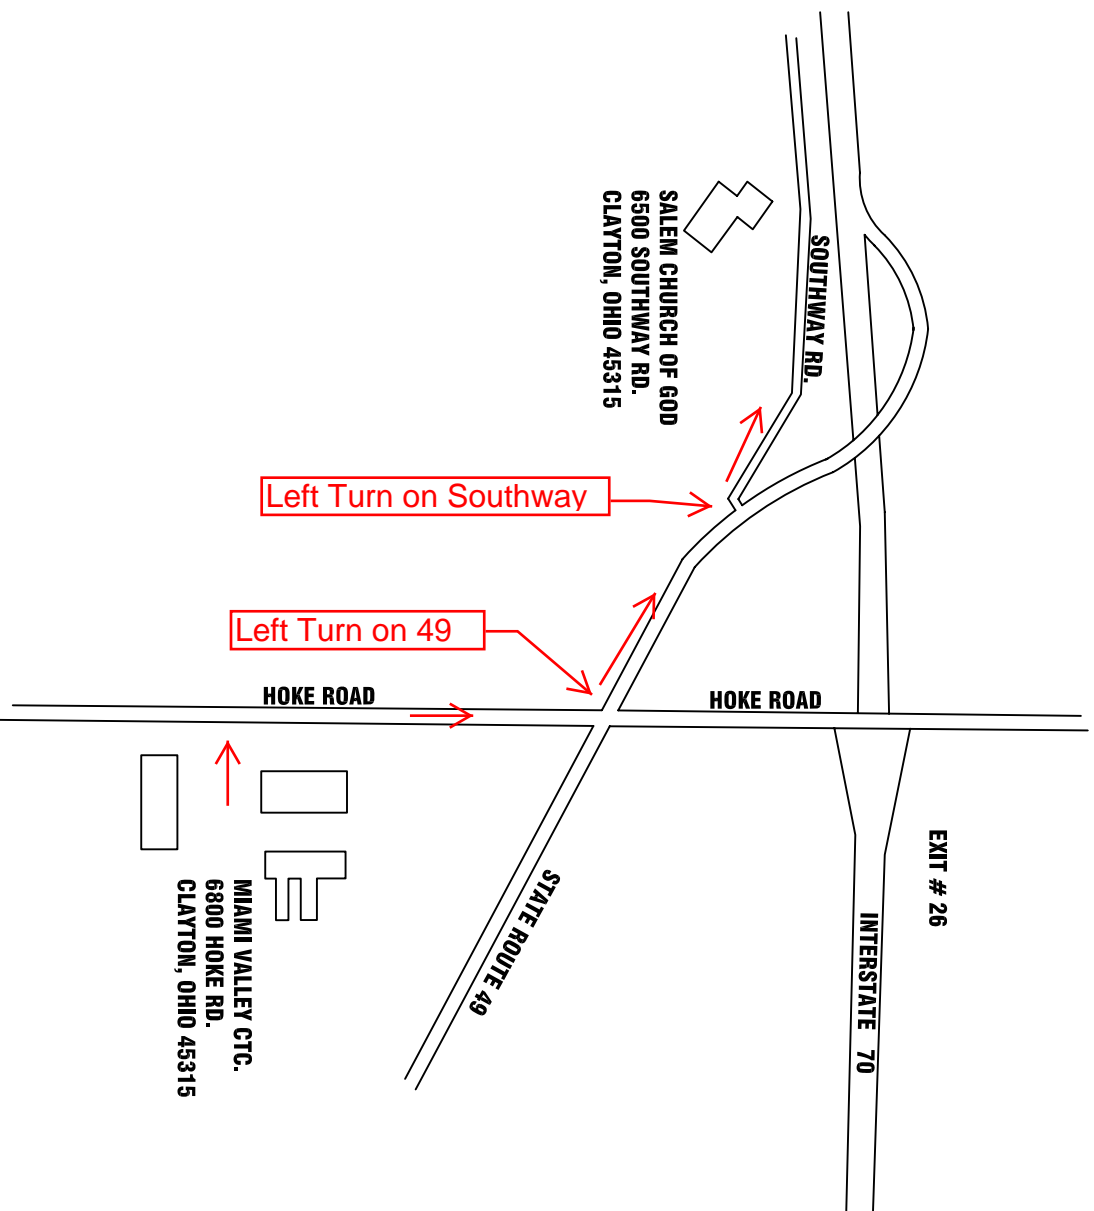 SALEM CHURCH OF GOD
6500 SOUTHWAY RD.
CLAYTON, OHIO 45315
SOUTHWAY RD.
Left Turn on Southway
Left Turn on 49
HOKE ROAD
HOKE ROAD
EXIT # 26
STATE ROUTE 49
INTERSTATE 70
MIAMI VALLEY CTC.
6800 HOKE RD.
CLAYTON, OHIO 45315